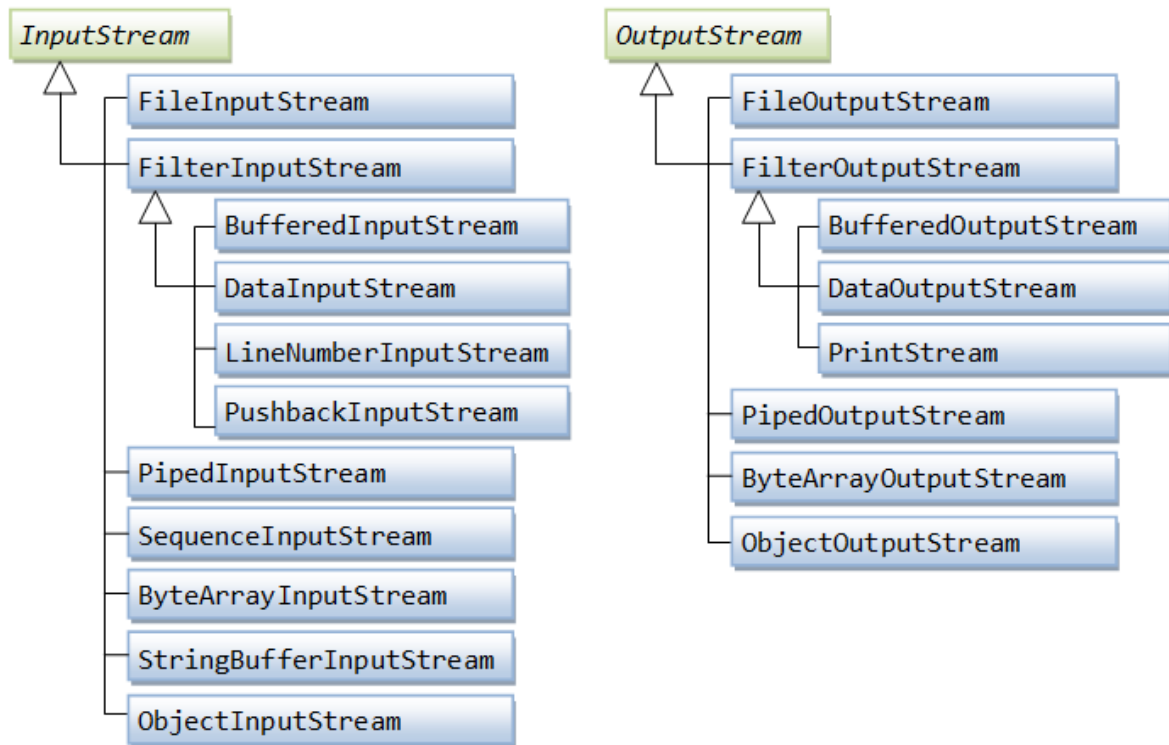 InputStream
FileInputStream
FilterInputStream
BufferedInputStream
DataInputStream
LineNumberInputStream
PushbackInputStream
PipedInputStream
SequenceInputStream
ByteArrayInputStream
StringBufferInputStream
ObjectInputStream
OutputStream
FileOutputStream
FilterOutputStream
BufferedOutputStream
DataOutputStream
PrintStream
PipedOutputStream
ByteArrayOutputStream
ObjectOutputStream